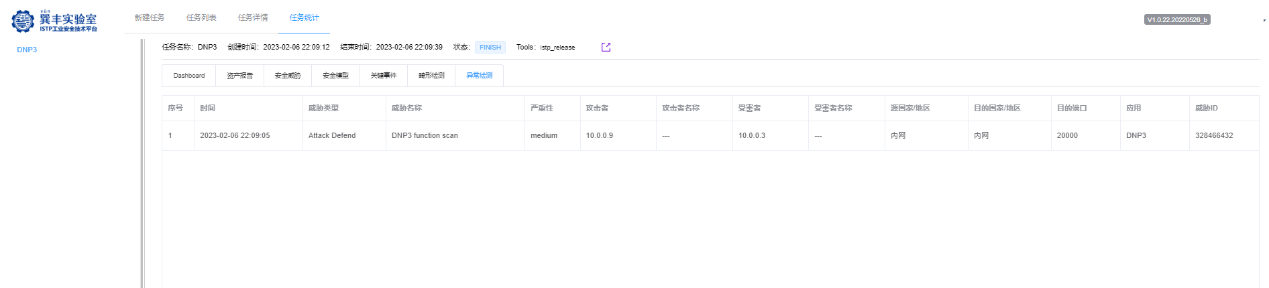 巽丰实验室
ISTP工业安全技术平台
新建任务 任务列表 任务详情 任务统计
V1.0.22.20220526_b
DNP3
任务名称: DNP3 创建时间: 2023-02-06 22:09:12 结束时间: 2023-02-06 22:09:39 状态: FINISH Tools: istp_release
Dashboard 资产报告 安全威胁 安全模型 关键事件 异常检测
序号 时间 威胁类型 威胁名称 严重性 攻击者 攻击者名称 受害者 受害者名称 源国家/地区 目的国家/地区 目的端口 应用 威胁ID
1 2023-02-06 22:09:05 Attack Defend DNP3 function scan medium 10.0.0.9 --- 10.0.0.3 --- 内网 内网 20000 DNP3 328466432